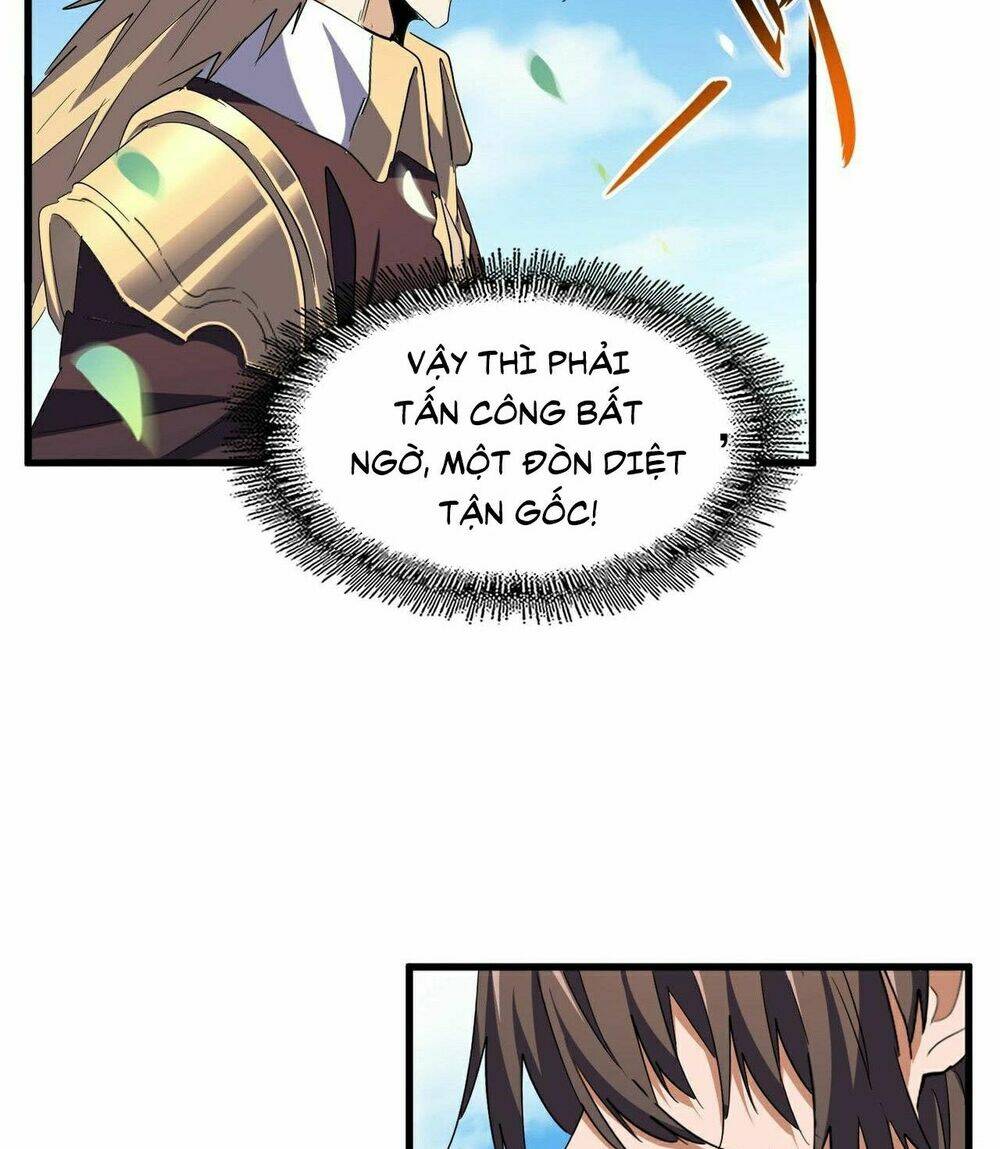 VẬY THÌ PHẢI
TẤN CÔNG BẤT
NGỜ, MỘT ĐÒN DIỆT
TẬN GỐC!